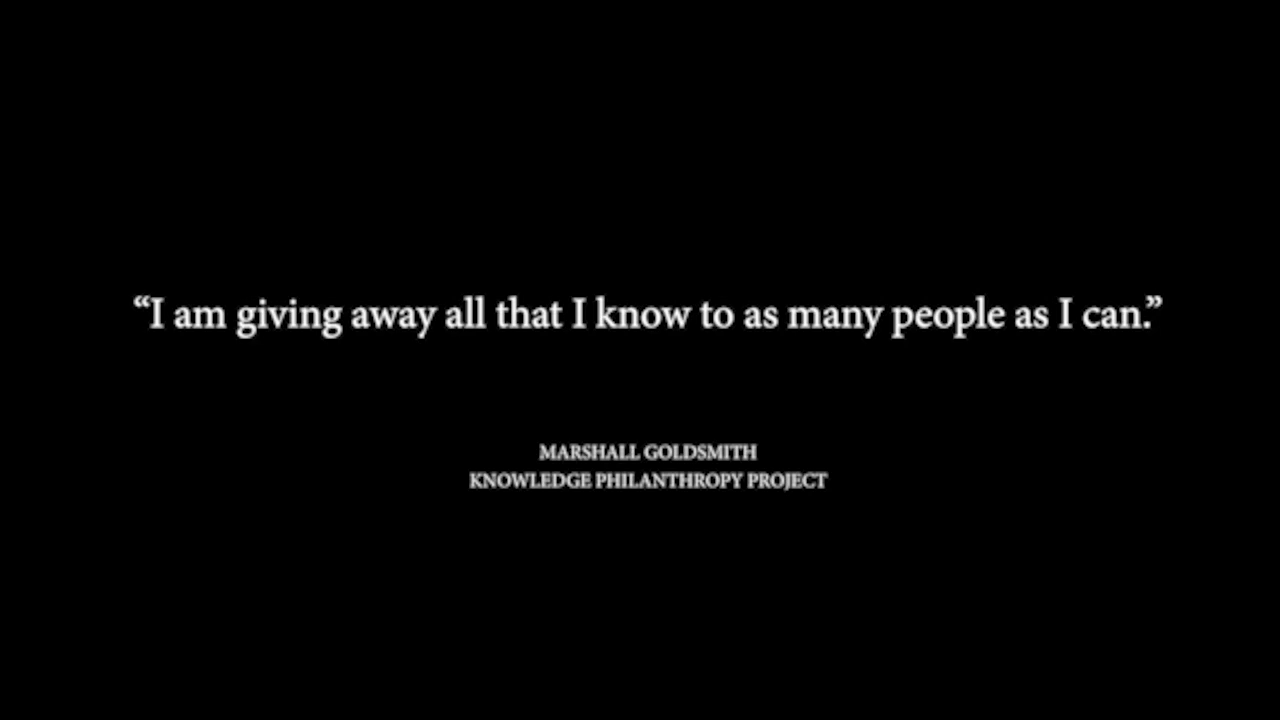 “I am giving away all that I know to as many people as I can.”
MARSHALL GOLDSMITH
KNOWLEDGE PHILANTHROPY PROJECT